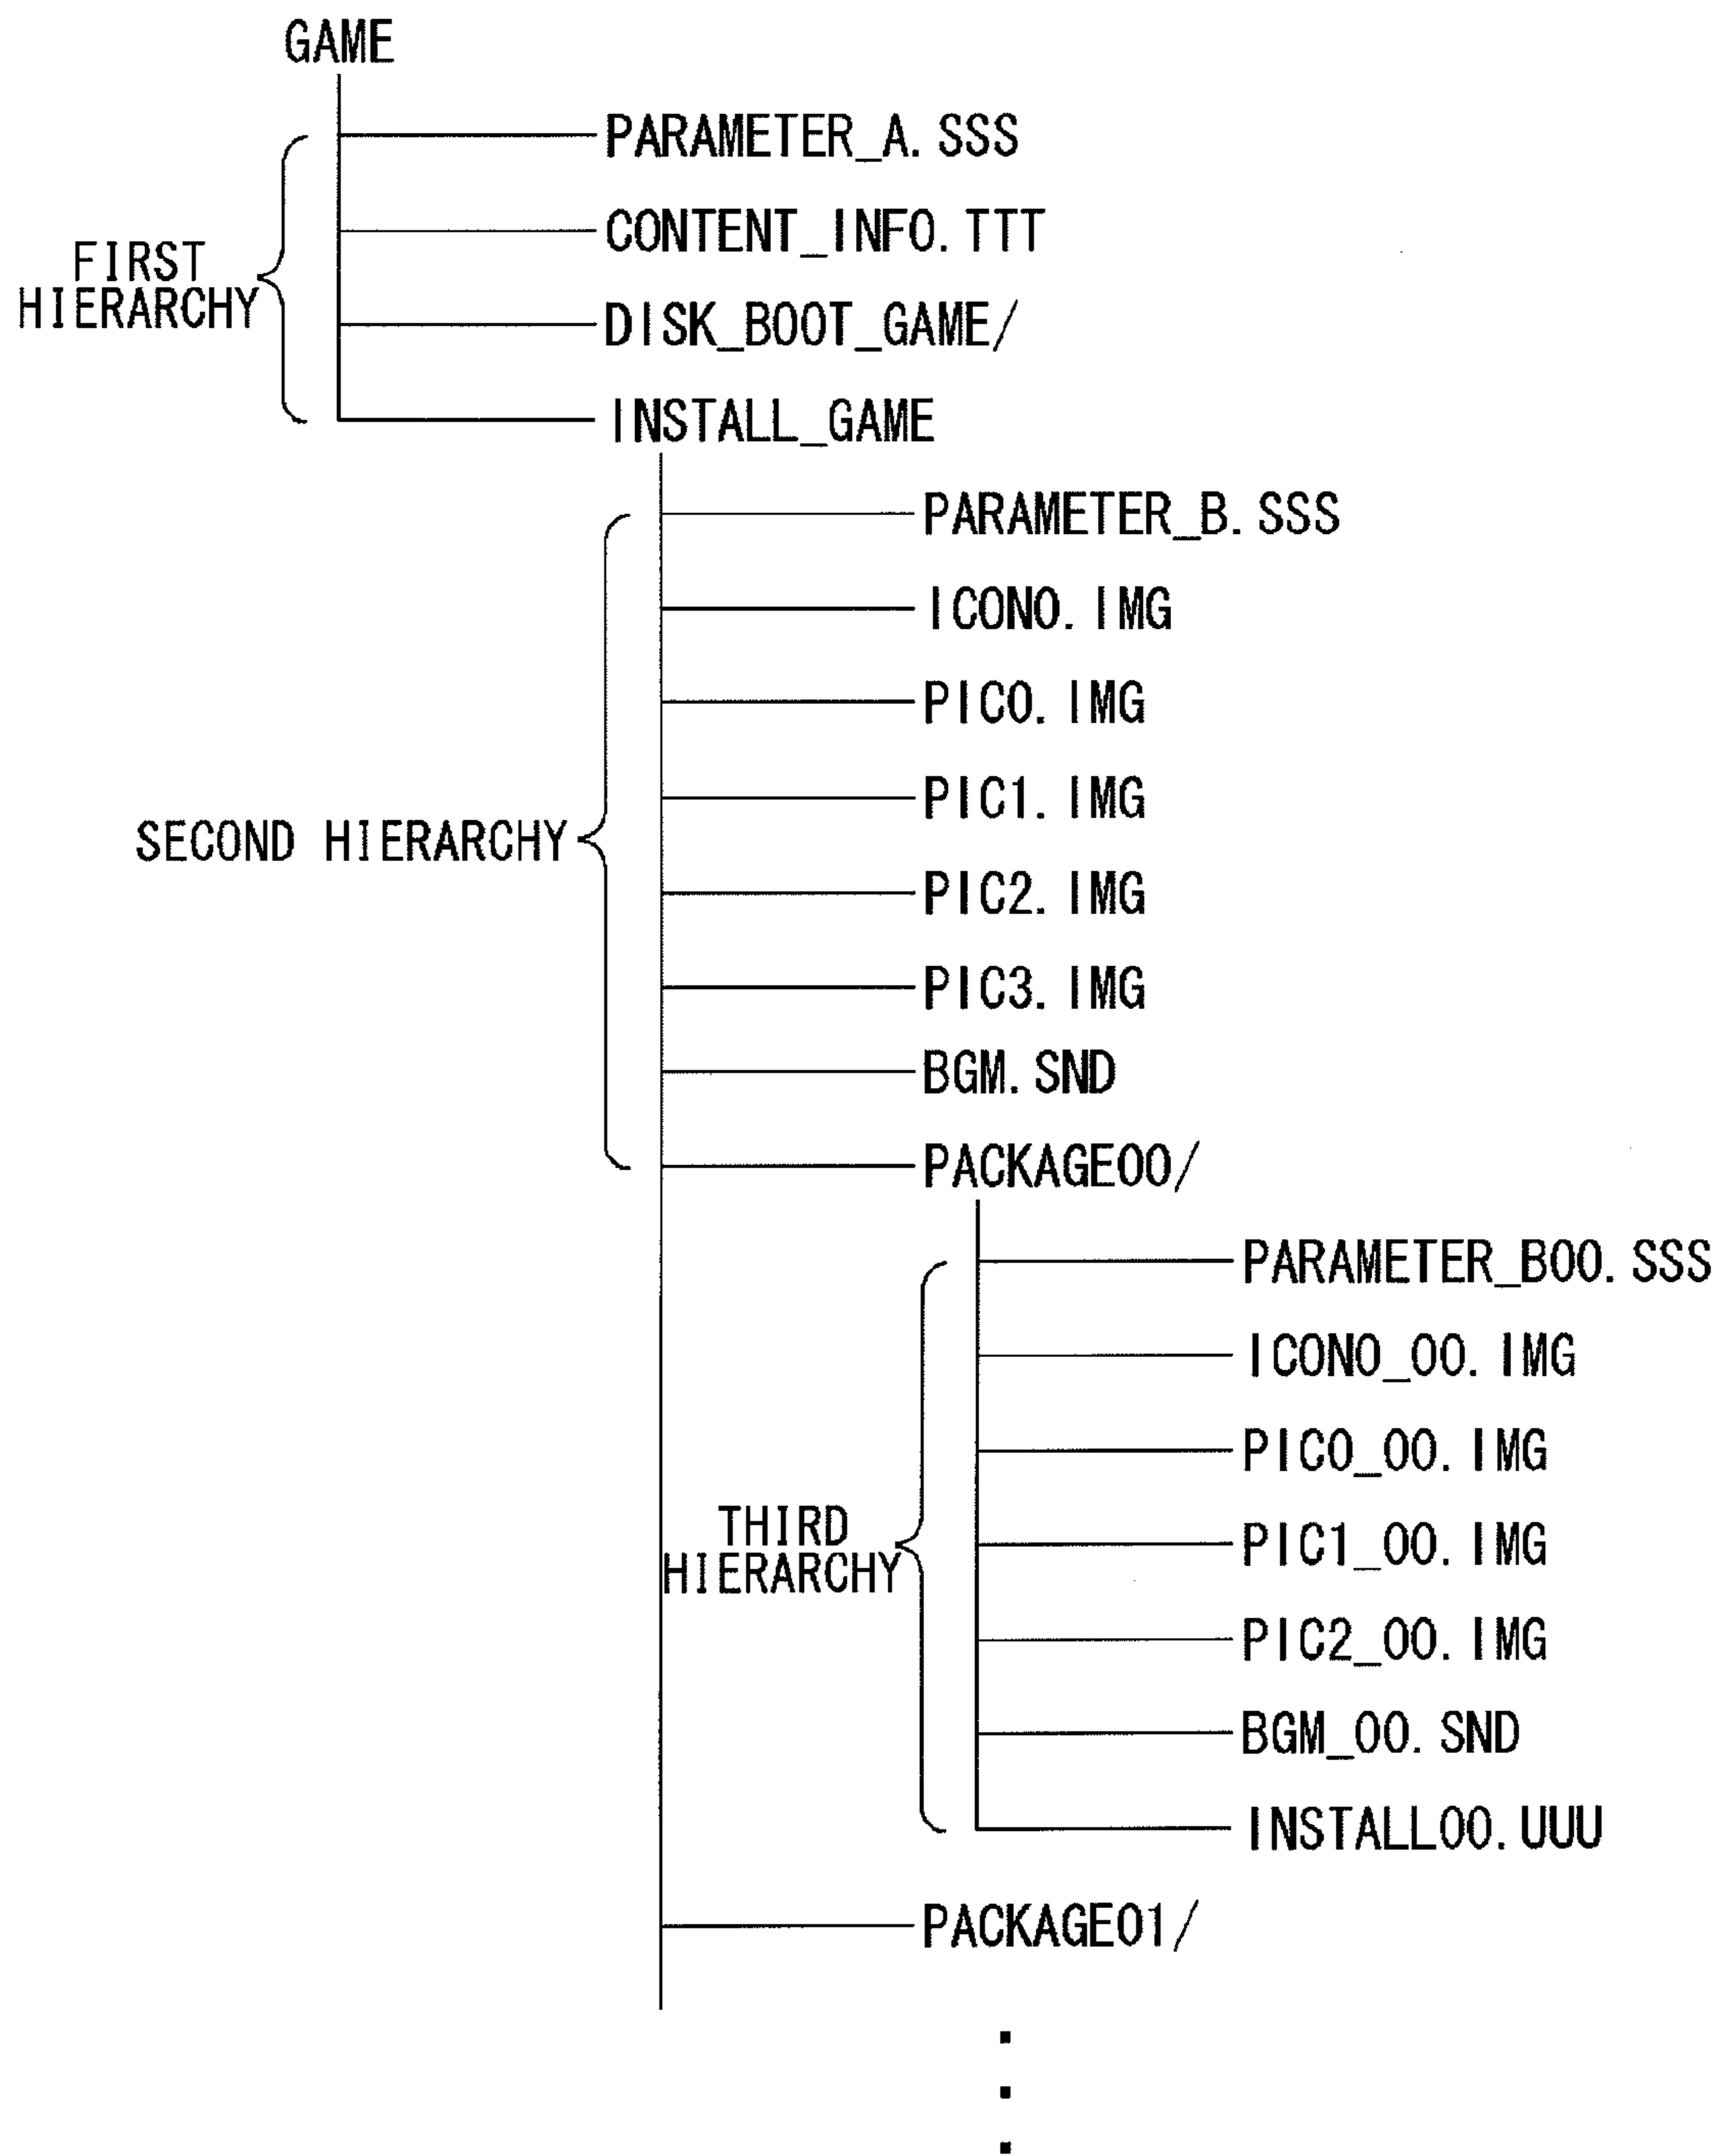 GAME
PARAMETER_A.SSS
CONTENT_INFO.TTT
FIRST
HIERARCHY
DISK_BOOT_GAME/
INSTALL_GAME
PARAMETER_B.SSS
ICON0.IMG
PIC0.IMG
PIC1.IMG
SECOND HIERARCHY
PIC2.IMG
PIC3.IMG
BGM.SND
PACKAGE00/
PARAMETER_B00.SSS
ICON0_00.IMG
PIC0_00.IMG
THIRD
HIERARCHY
PIC1_00.IMG
PIC2_00.IMG
BGM_00.SND
INSTALL00.UUU
PACKAGE01/